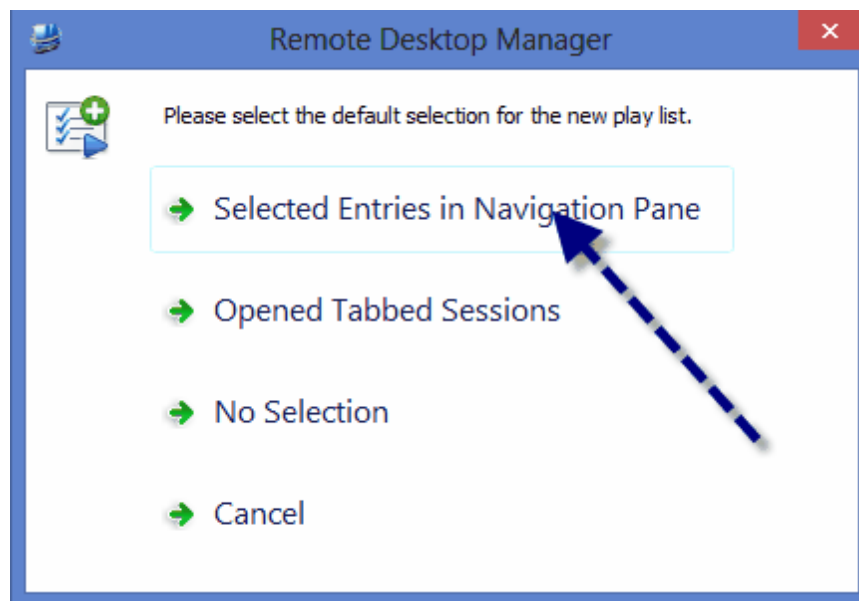 Remote Desktop Manager
Please select the default selection for the new play list.
Selected Entries in Navigation Pane
Opened Tabbed Sessions
No Selection
Cancel